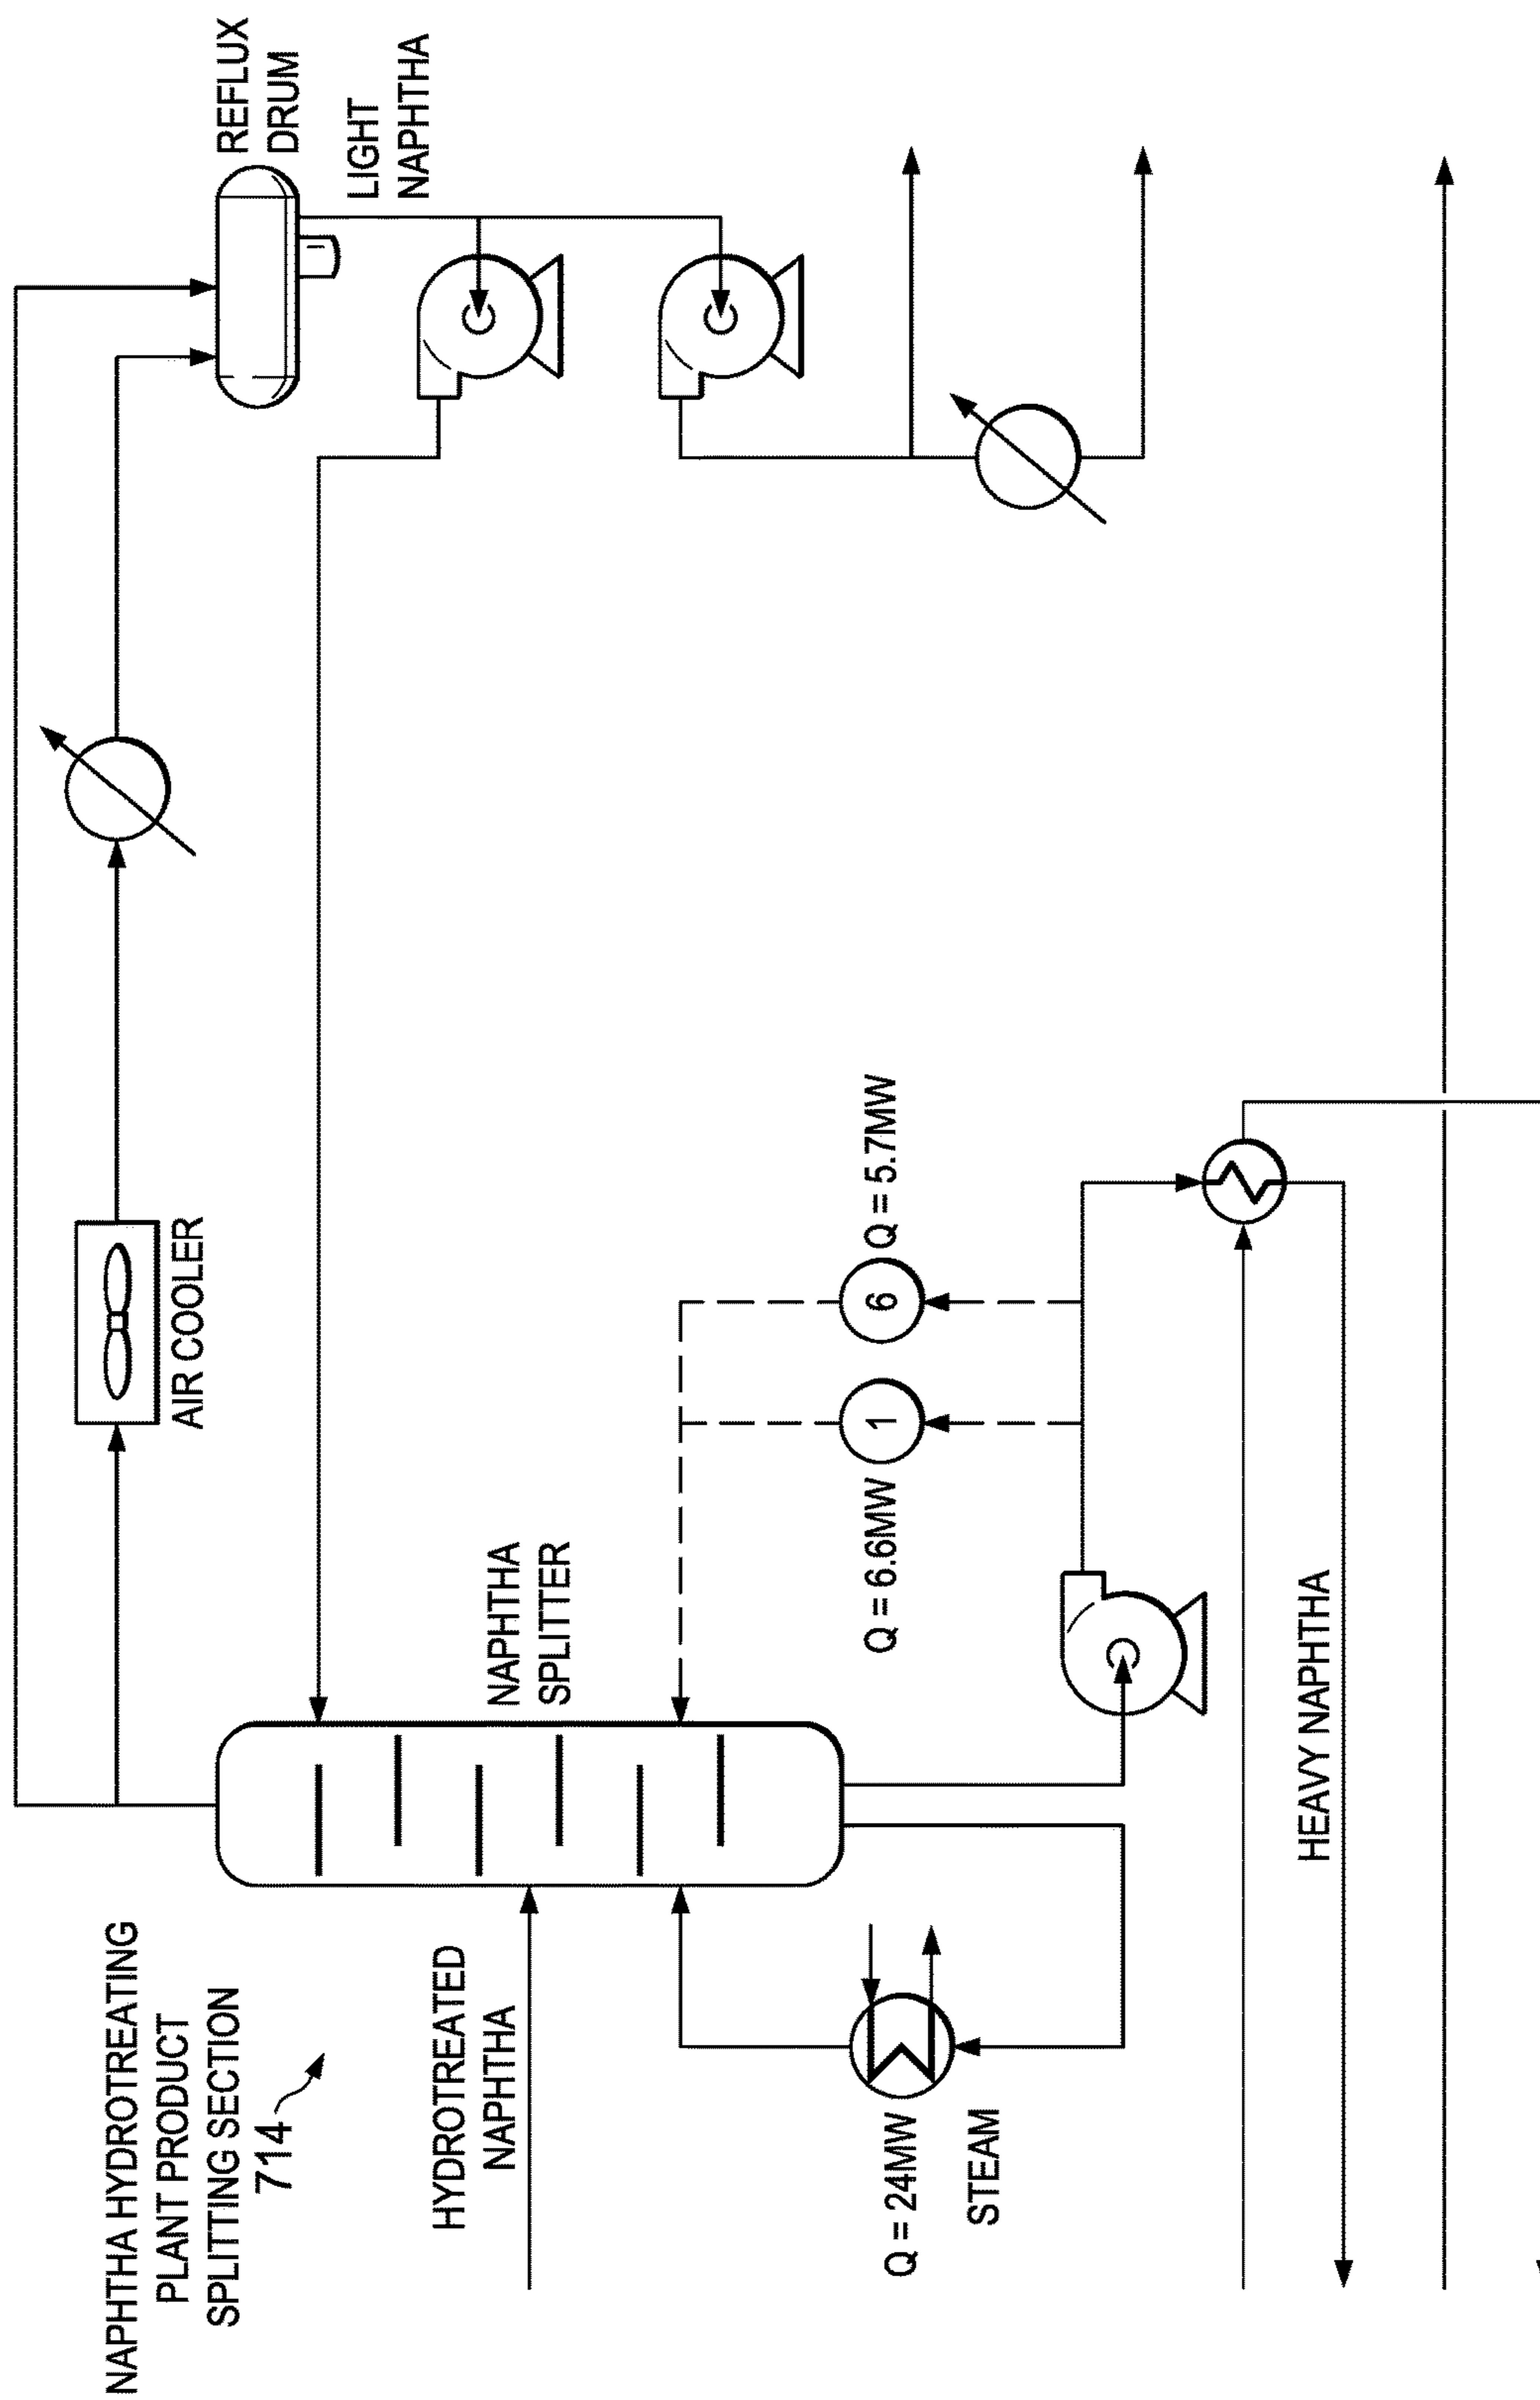 NAPHTHA HYDROTREATING
PLANT PRODUCT
SPLITTING SECTION
714
AIR COOLER
REFLUX
DRUM
LIGHT
NAPHTHA
HYDROTREATED
NAPHTHA
NAPHTHA
SPLITTER
Q = 24MW
STEAM
Q = 6.6MW
1
6
Q = 5.7MW
HEAVY NAPHTHA